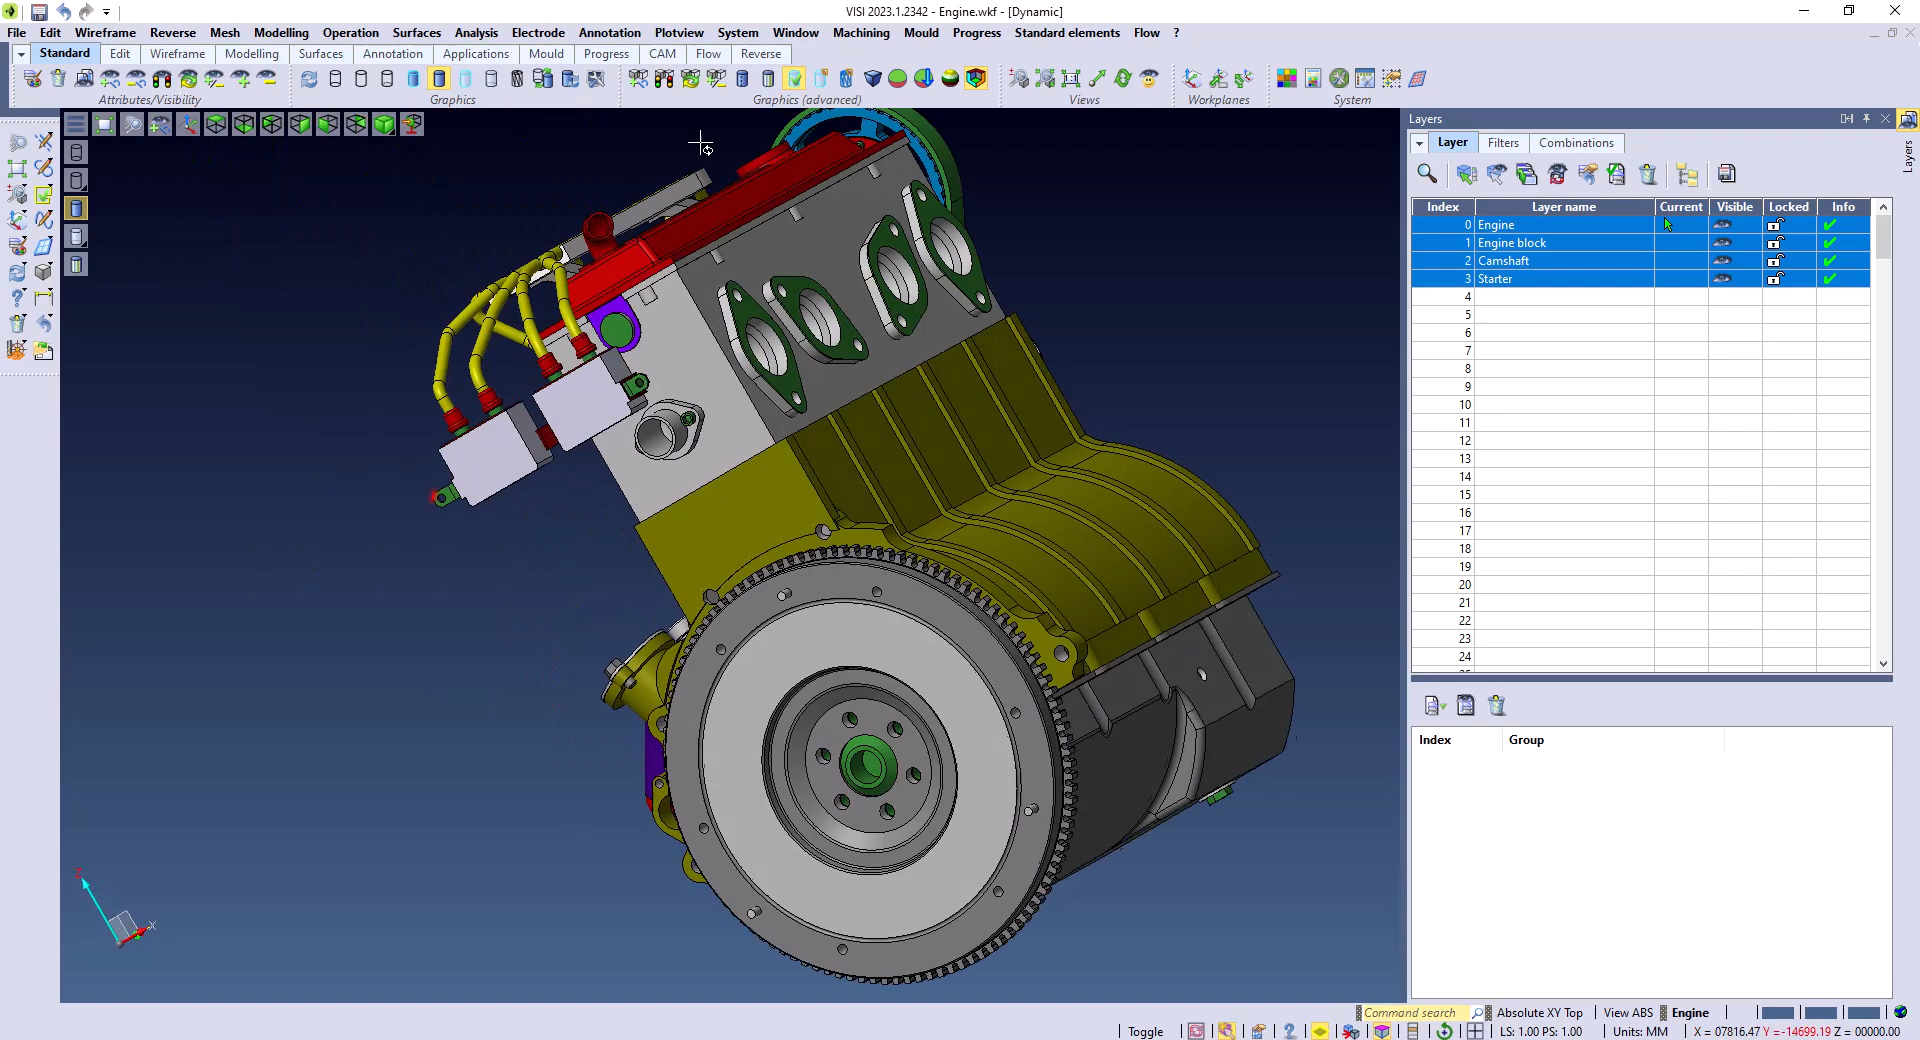 VISI 2023.1.2342 - Engine.wkf - [Dynamic]
File Edit Wireframe Reverse Mesh Modelling Operation Surfaces Analysis Electrode Annotation Plotview System Window Machining Mould Progress Standard elements Flow ?
Standard Edit Wireframe Modelling Surfaces Annotation Applications Mould Progress CAM Flow Reverse
Attributes/Visibility Graphics Graphics (advanced) Views Workplanes System
Layers
Layer Filters Combinations
Layers
Index Layer name Current Visible Locked Info
0 Engine
1 Engine block
2 Camshaft
3 Starter
4
5
6
7
8
9
10
11
12
13
14
15
16
17
18
19
20
21
22
23
24
Index Group
Z
X
Command search Absolute XY Top View ABS Engine
Toggle LS: 1.00 PS: 1.00 Units: MM X = 07816.47 Y =-14699.19 Z = 00000.00